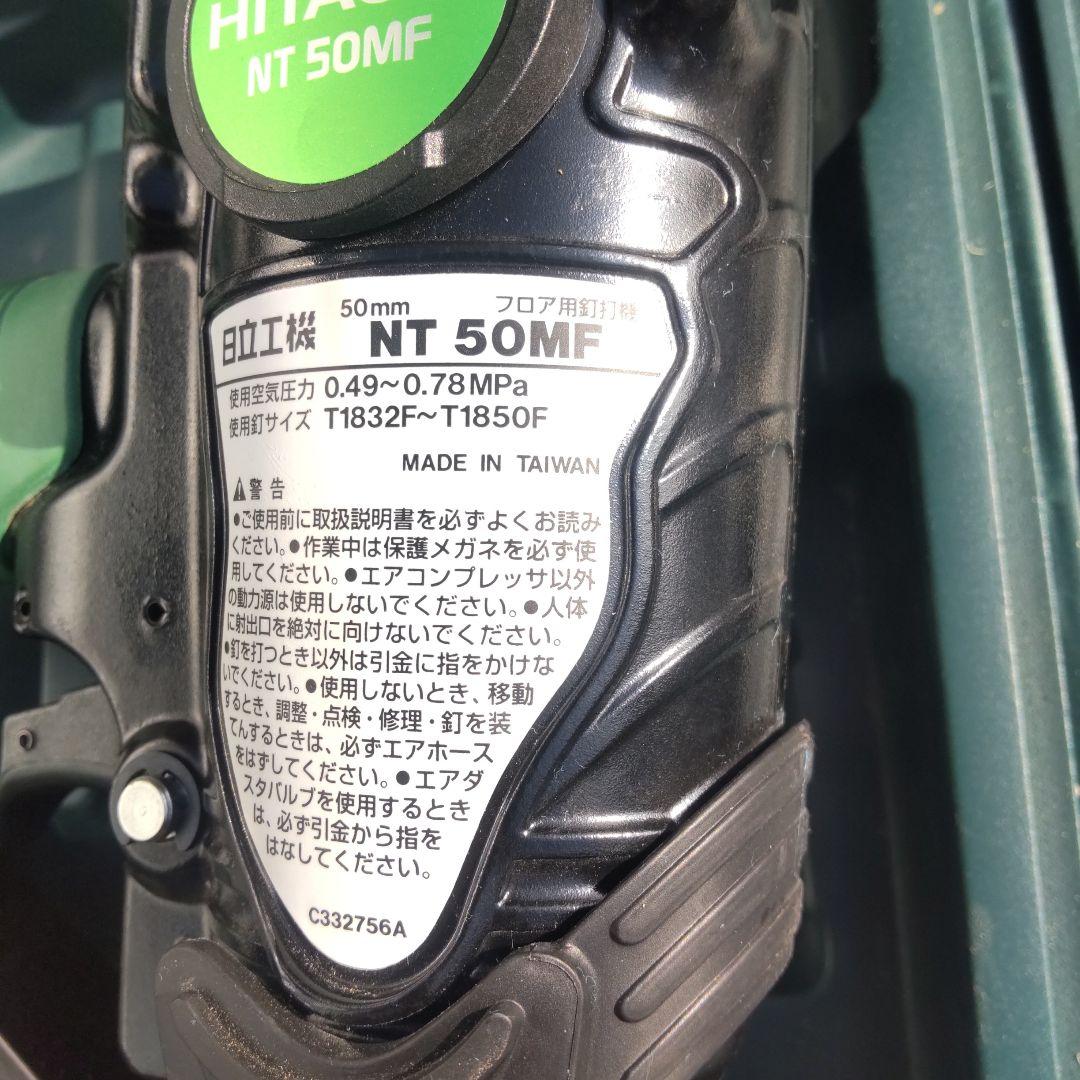 HITAC
NT 50MF
日立工機 50mm フロア用釘打機
NT 50MF
使用空気圧力 0.49～0.78MPa
使用釘サイズ T1832F～T1850F
MADE IN TAIWAN
⚠警告
●ご使用前に取扱説明書を必ずよくお読み
ください。●作業中は保護メガネを必ず使
用してください。●エアコンプレッサ以外
の動力源は使用しないでください。●人体
に射出口を絶対に向けないでください。
●釘を打つとき以外は引金に指をかけな
いでください。●使用しないとき、移動
するとき、調整・点検・修理・釘を装
てんするときは、必ずエアホース
をはずしてください。●エアダ
スタバルブを使用するとき
は、必ず引金から指を
はなしてください。
C332756A